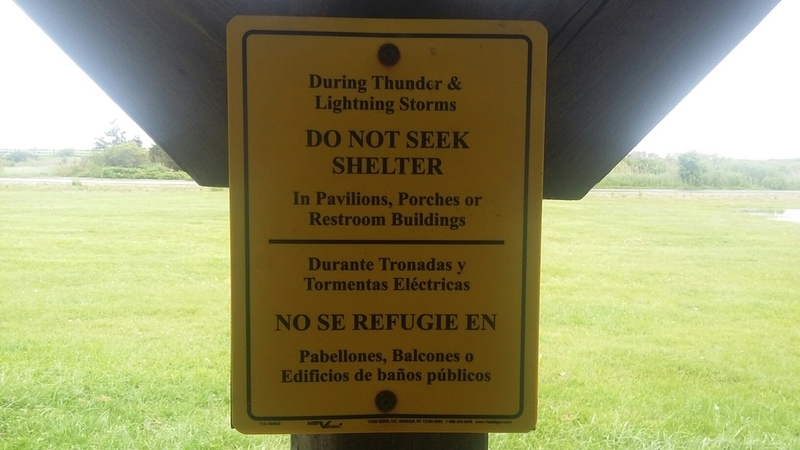 During Thunder &
Lightning Storms
DO NOT SEEK
SHELTER
In Pavilions, Porches or
Restroom Buildings
Durante Tronadas y
Tormentas Eléctricas
NO SE REFUGIE EN
Pabellones, Balcones o
Edificios de baños públicos